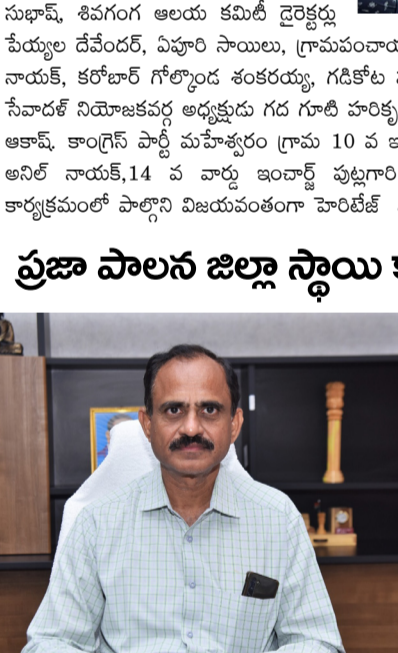 సుభాష్, శివగంగ ఆలయ కమిటీ డైరెక్టర్లు
పేయ్యల దేవేందర్, ఏపూరి సాయిలు, గ్రామపంచాయ
నాయక్, కరోబార్ గోల్కొండ శంకరయ్య, గడికోట
సేవాదళ్ నియోజకవర్గ అధ్యక్షుడు గద గూటి హరికృ
ఆకాష్. కాంగ్రెస్ పార్టీ మహేశ్వరం గ్రామ 10 వ
అనిల్ నాయక్,14 వ వార్డు ఇంచార్జ్ పుట్లగారి
కార్యక్రమంలో పాల్గొని విజయవంతంగా హెరిటేజ్
ప్రజా పాలన జిల్లా స్థాయి